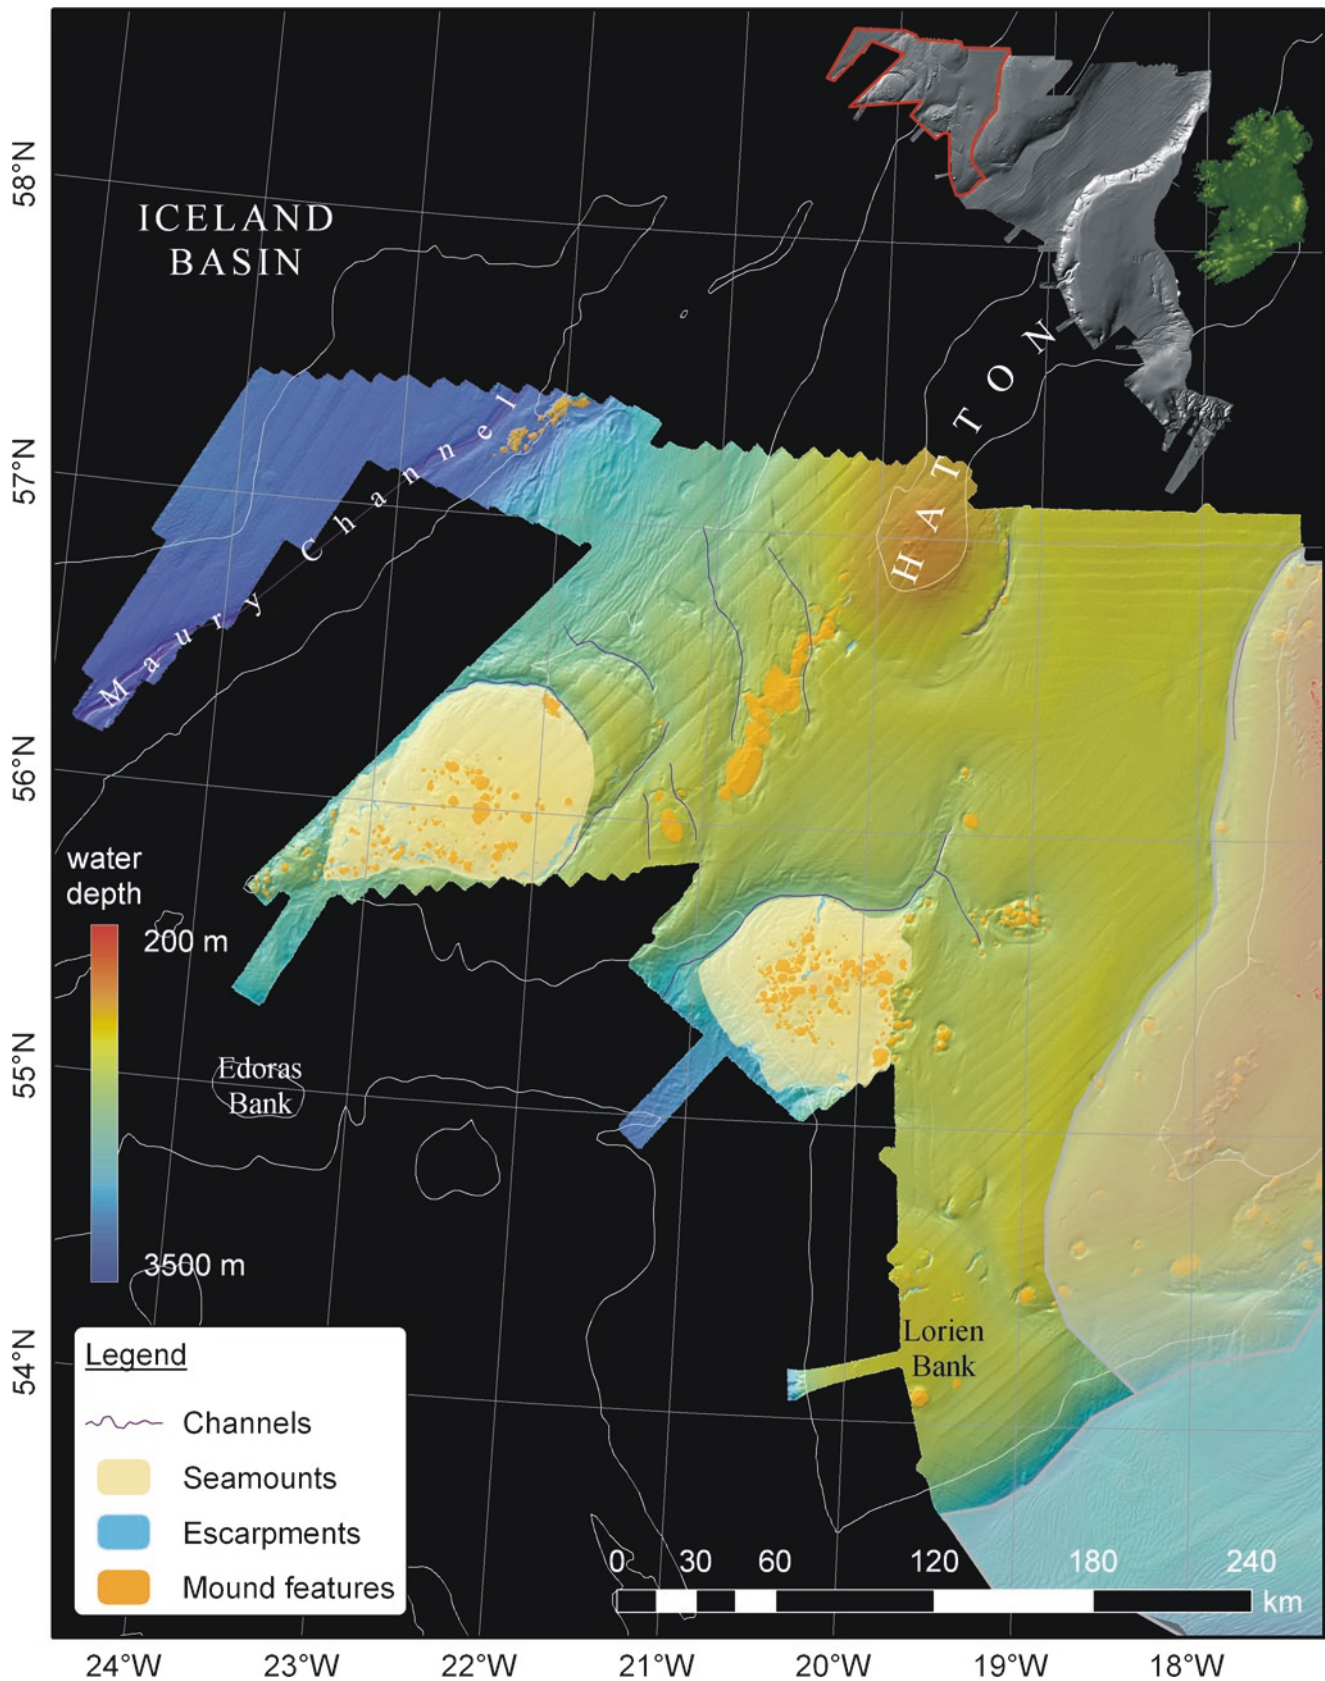 58°N
57°N
56°N
55°N
54°N
ICELAND
BASIN
HATTON
Maury Channel
Edoras
Bank
Lorien
Bank
water
depth
200 m
3500 m
Legend
Channels
Seamounts
Escarpments
Mound features
0 30 60 120 180 240
km
24°W 23°W 22°W 21°W 20°W 19°W 18°W